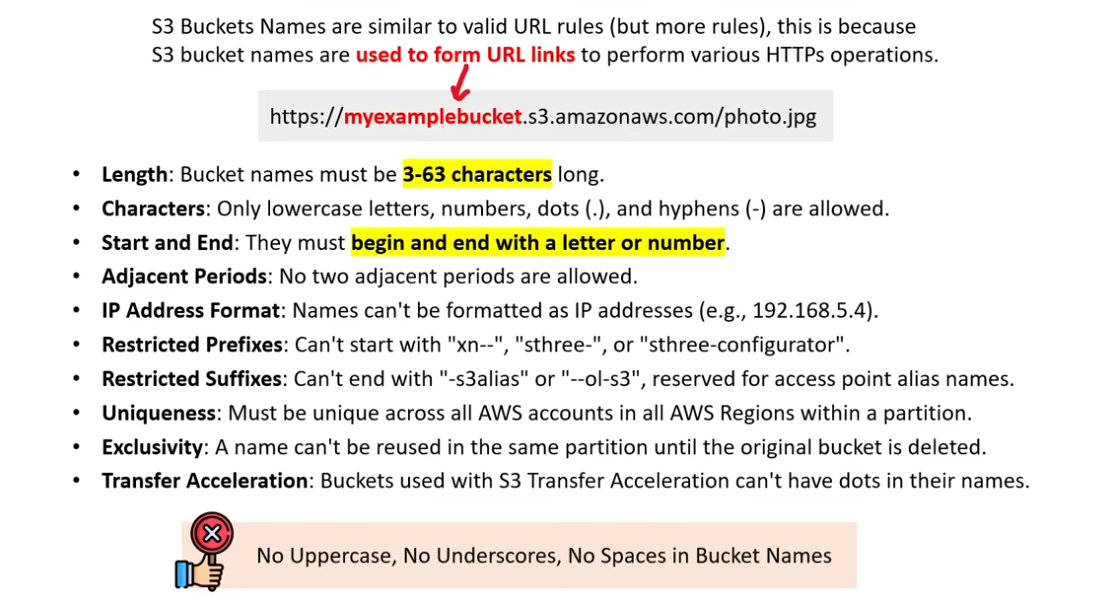 S3 Buckets Names are similar to valid URL rules (but more rules), this is because
S3 bucket names are used to form URL links to perform various HTTPs operations.
https://myexamplebucket.s3.amazonaws.com/photo.jpg
• Length: Bucket names must be 3-63 characters long.
• Characters: Only lowercase letters, numbers, dots (.), and hyphens (-) are allowed.
• Start and End: They must begin and end with a letter or number.
• Adjacent Periods: No two adjacent periods are allowed.
• IP Address Format: Names can't be formatted as IP addresses (e.g., 192.168.5.4).
• Restricted Prefixes: Can't start with "xn--", "sthree-", or "sthree-configurator".
• Restricted Suffixes: Can't end with "-s3alias" or "--ol-s3", reserved for access point alias names.
• Uniqueness: Must be unique across all AWS accounts in all AWS Regions within a partition.
• Exclusivity: A name can't be reused in the same partition until the original bucket is deleted.
• Transfer Acceleration: Buckets used with S3 Transfer Acceleration can't have dots in their names.
No Uppercase, No Underscores, No Spaces in Bucket Names